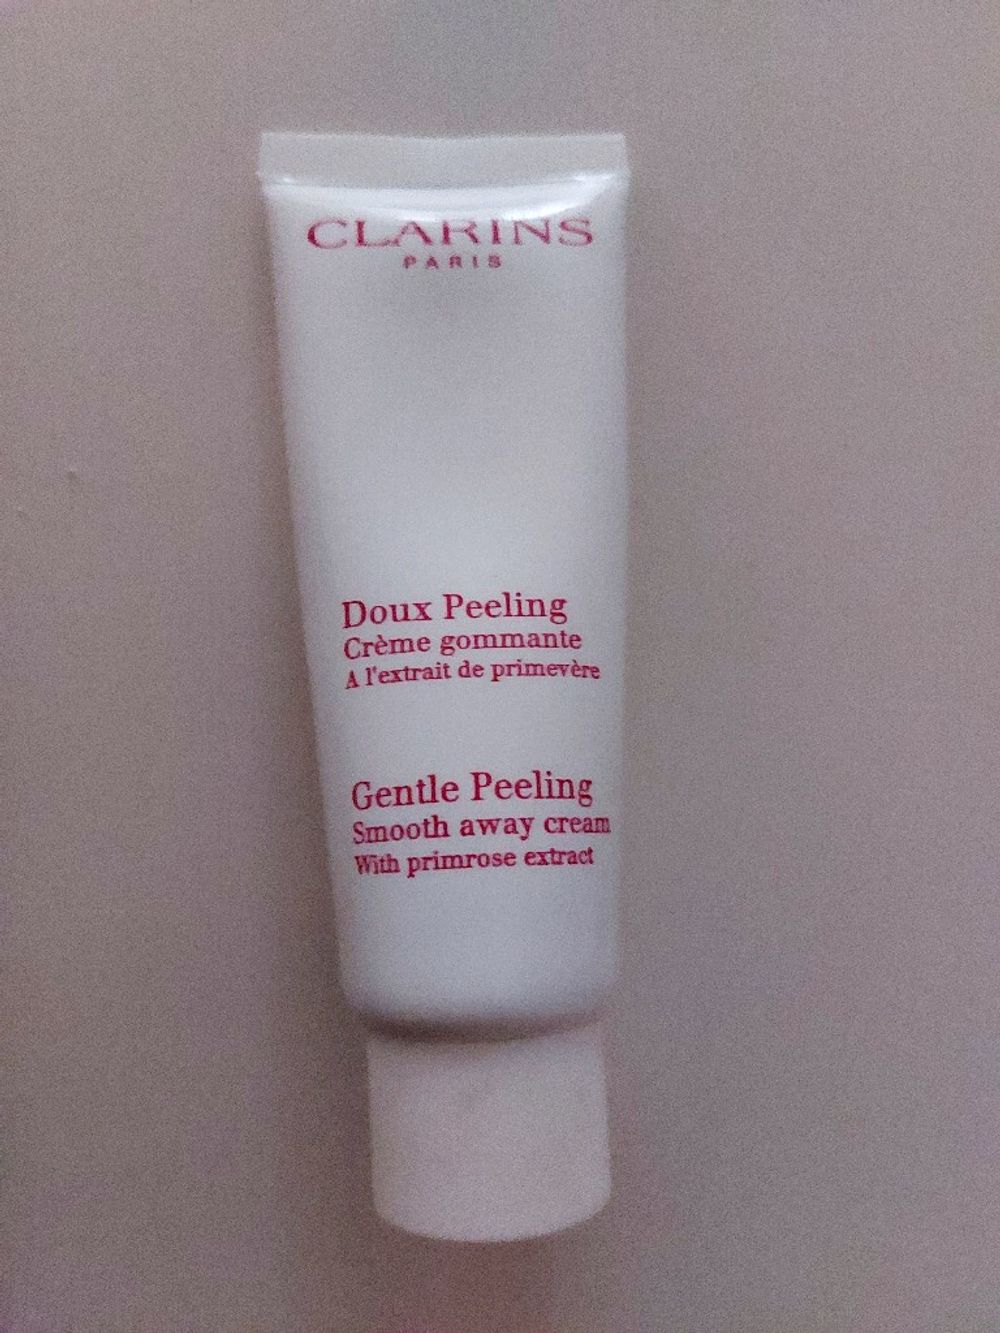 CLARINS
PARIS
Doux Peeling
Crème gommante
A l'extrait de primevère
Gentle Peeling
Smooth away cream
With primrose extract